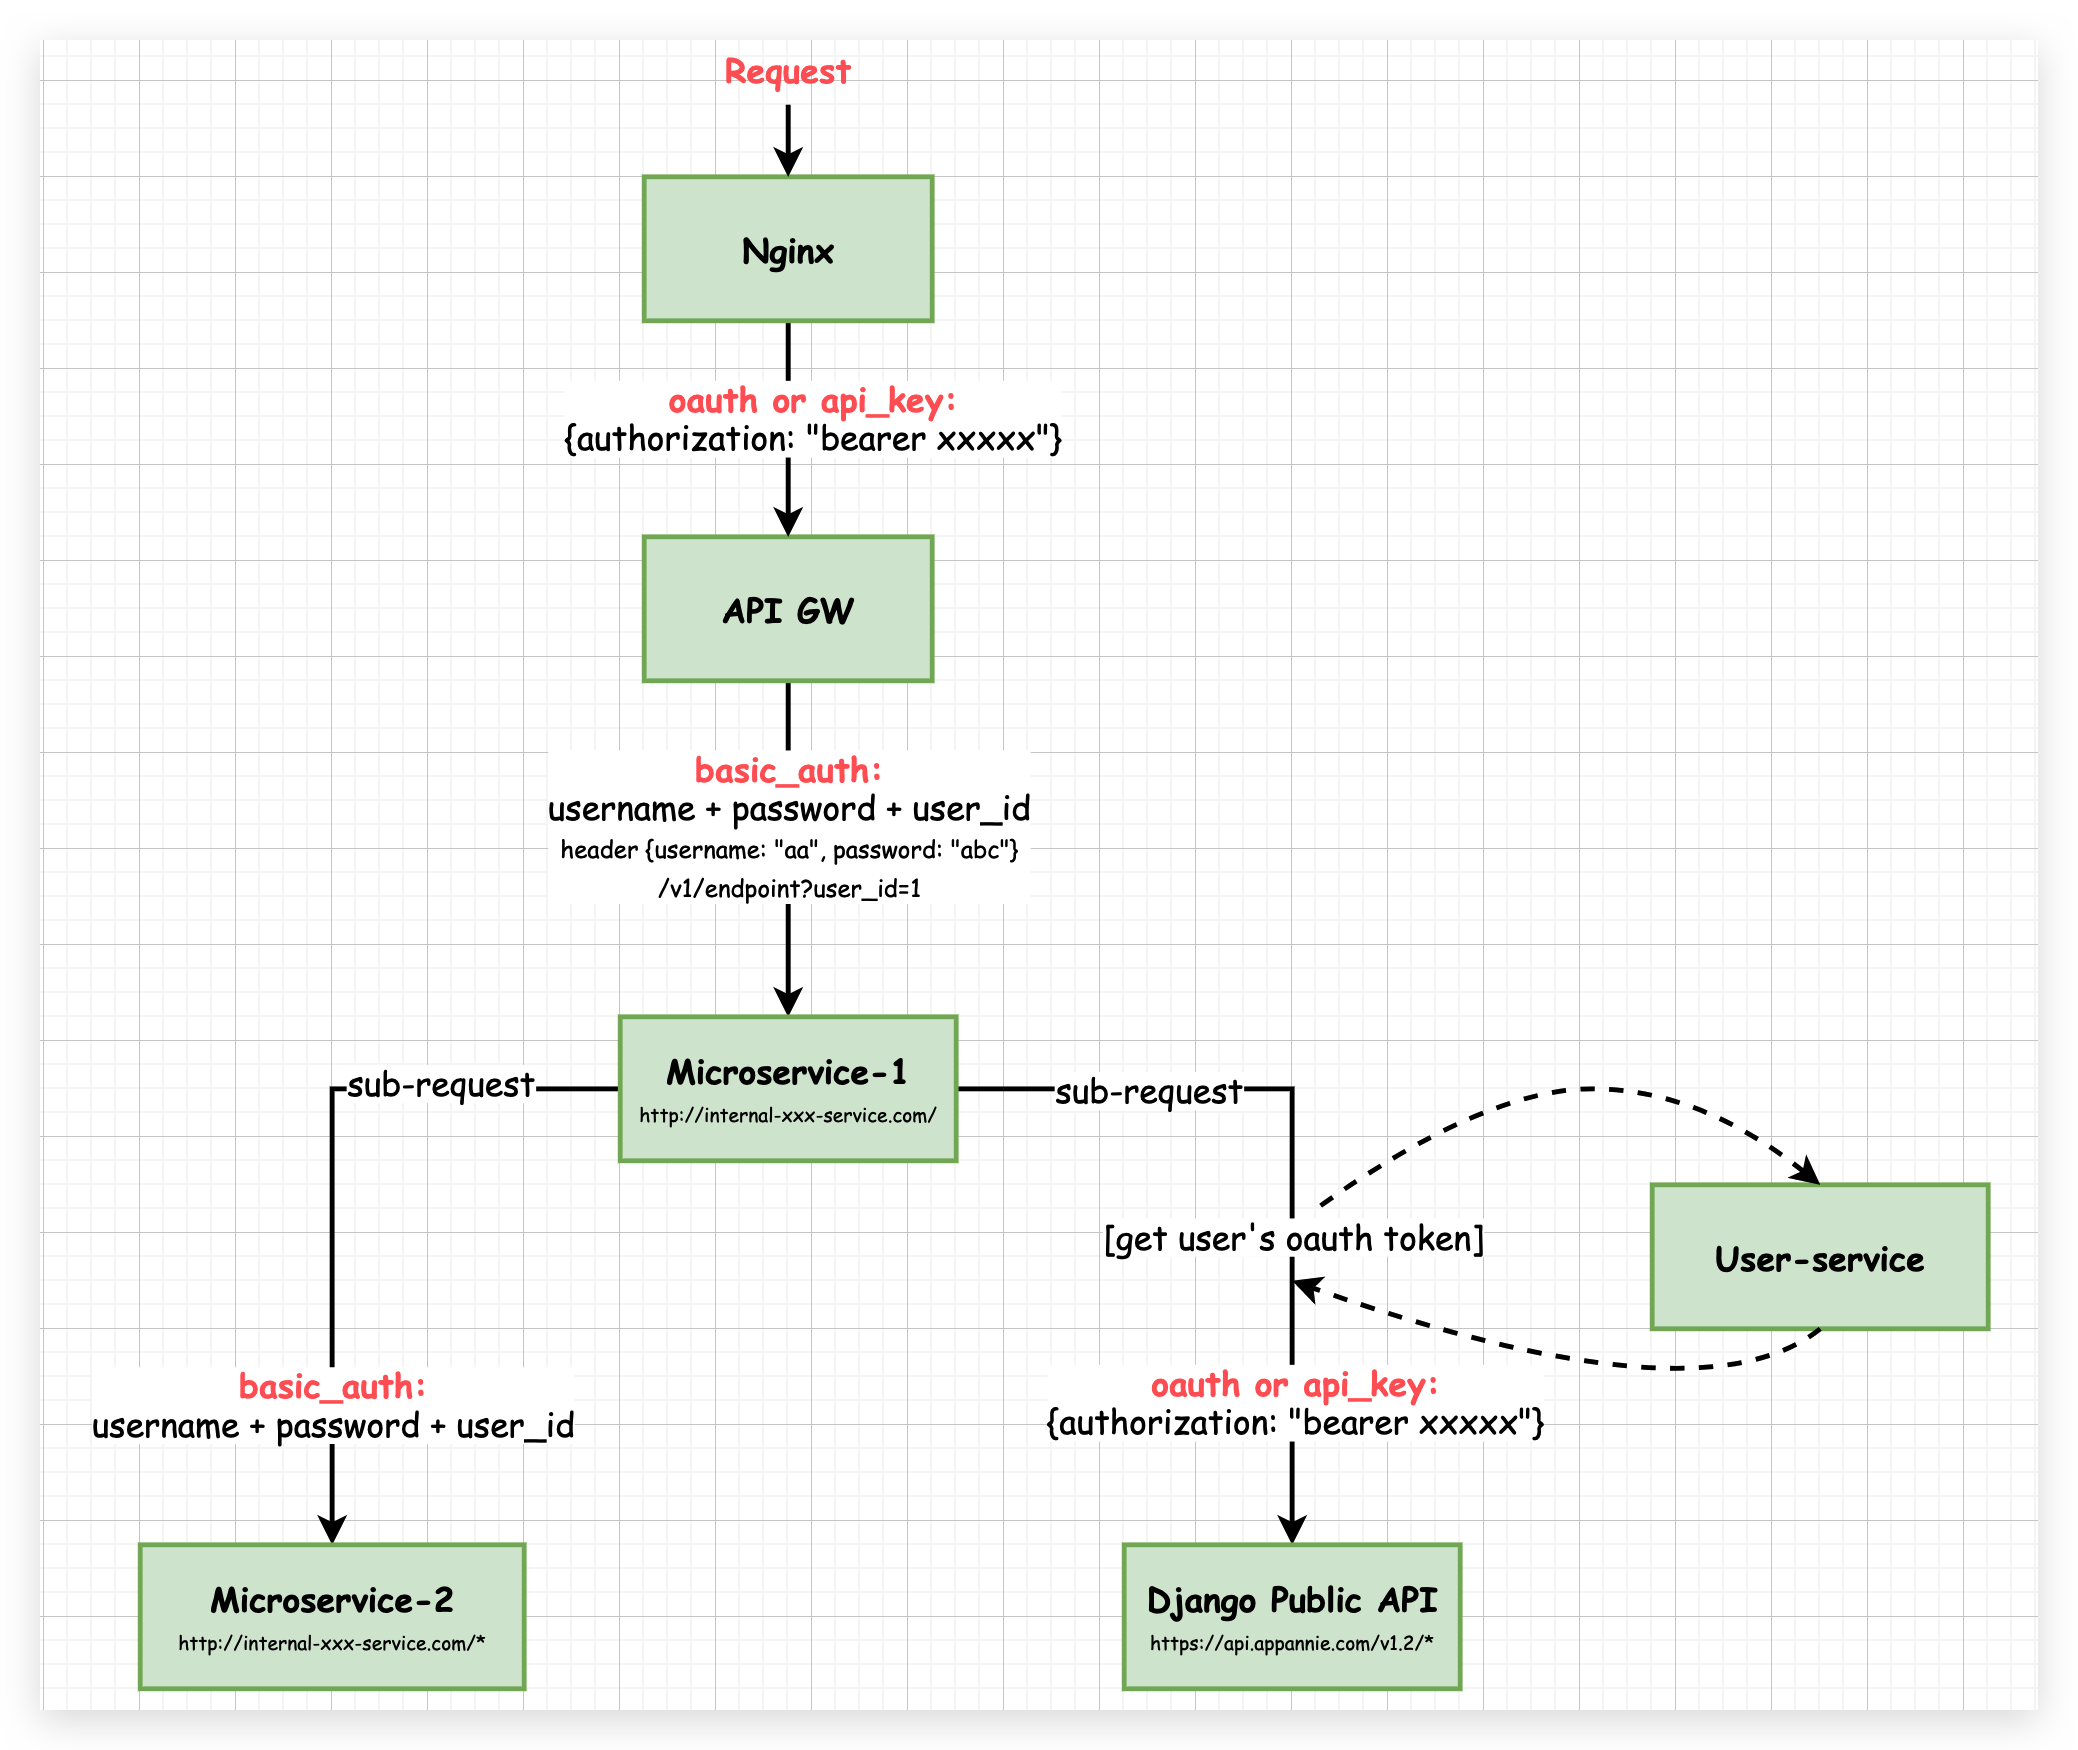 Request
Nginx
oauth or api_key:
{authorization: "bearer xxxxx"}
API GW
basic_auth:
username + password + user_id
header {username: "aa", password: "abc"}
/v1/endpoint?user_id=1
Microservice-1
http://internal-xxx-service.com/
sub-request
sub-request
[get user's oauth token]
User-service
basic_auth:
username + password + user_id
oauth or api_key:
{authorization: "bearer xxxxx"}
Microservice-2
http://internal-xxx-service.com/*
Django Public API
https://api.appannie.com/v1.2/*